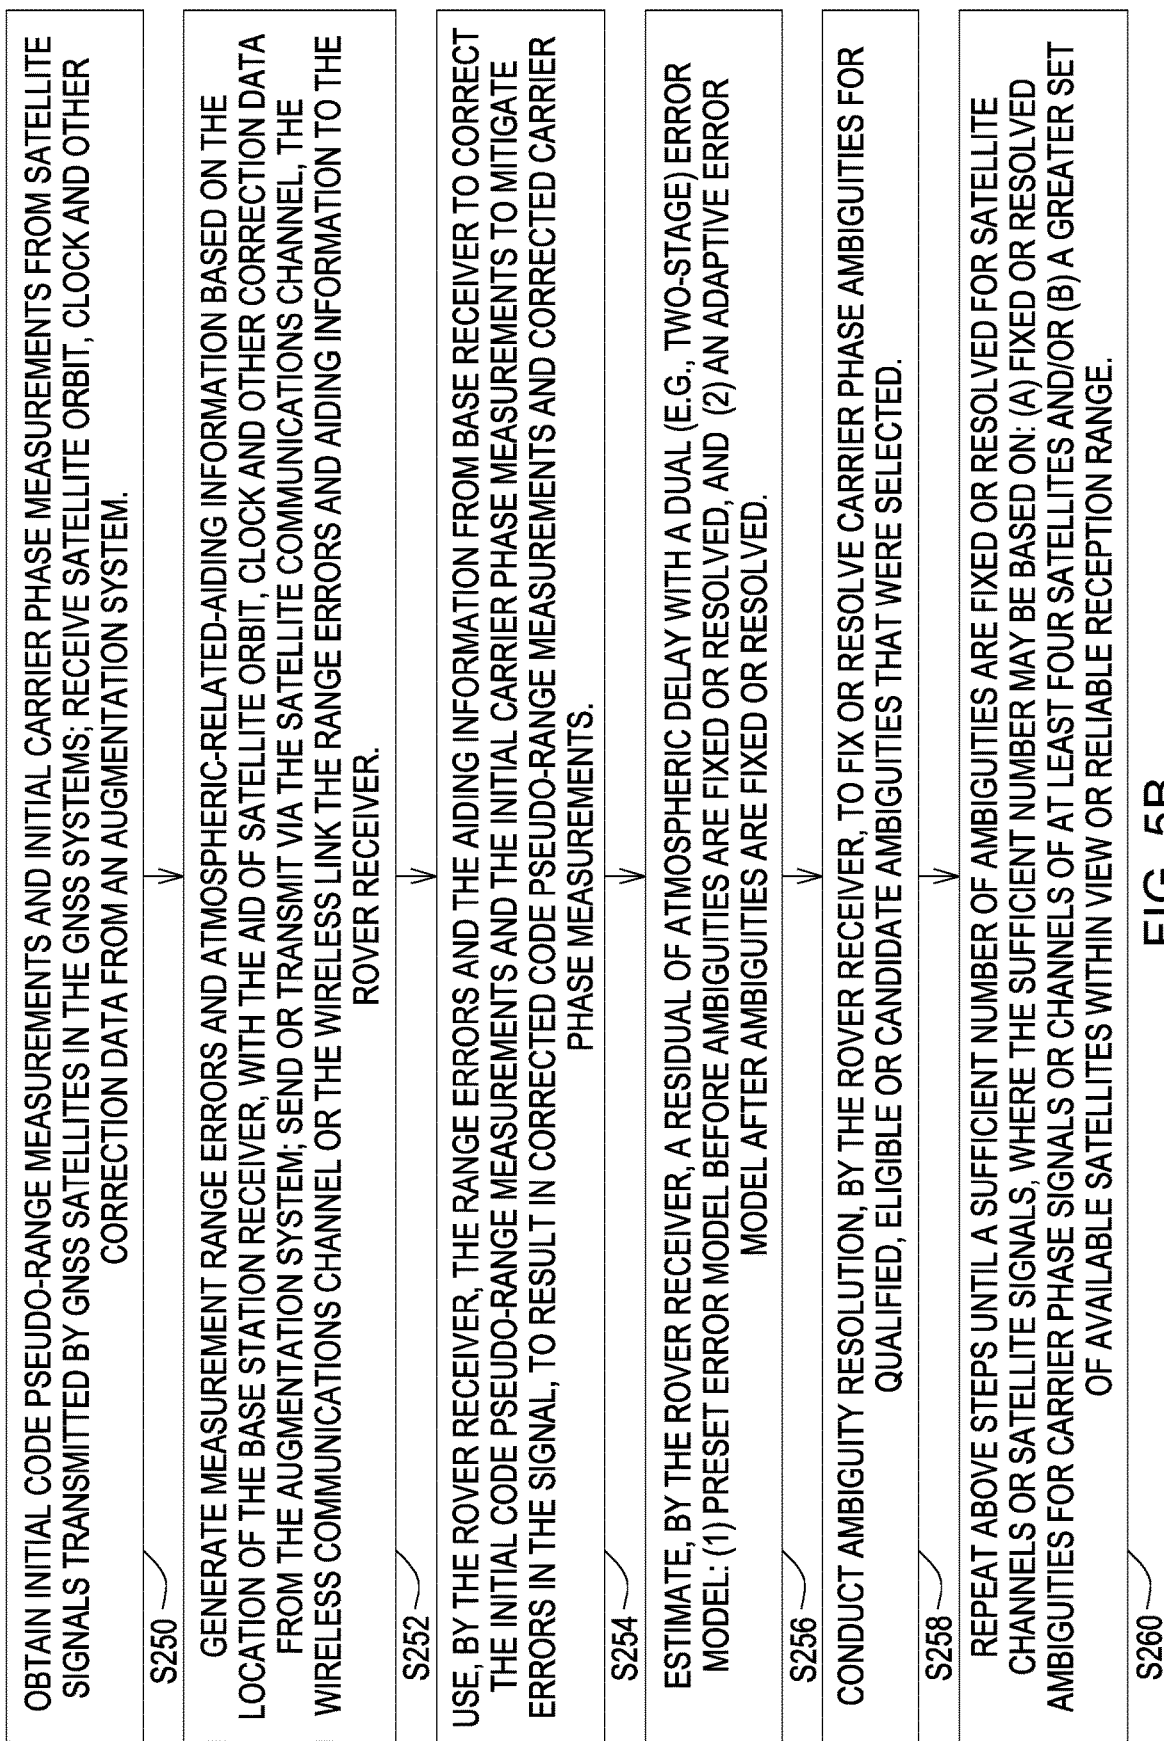 OBTAIN INITIAL CODE PSEUDO-RANGE MEASUREMENTS AND INITIAL CARRIER PHASE MEASUREMENTS FROM SATELLITE
SIGNALS TRANSMITTED BY GNSS SATELLITES IN THE GNSS SYSTEMS; RECEIVE SATELLITE ORBIT, CLOCK AND OTHER
CORRECTION DATA FROM AN AUGMENTATION SYSTEM.
S250
GENERATE MEASUREMENT RANGE ERRORS AND ATMOSPHERIC-RELATED-AIDING INFORMATION BASED ON THE
LOCATION OF THE BASE STATION RECEIVER, WITH THE AID OF SATELLITE ORBIT, CLOCK AND OTHER CORRECTION DATA
FROM THE AUGMENTATION SYSTEM; SEND OR TRANSMIT VIA THE SATELLITE COMMUNICATIONS CHANNEL, THE
WIRELESS COMMUNICATIONS CHANNEL OR THE WIRELESS LINK THE RANGE ERRORS AND AIDING INFORMATION TO THE
ROVER RECEIVER.
S252
USE, BY THE ROVER RECEIVER, THE RANGE ERRORS AND THE AIDING INFORMATION FROM BASE RECEIVER TO CORRECT
THE INITIAL CODE PSEUDO-RANGE MEASUREMENTS AND THE INITIAL CARRIER PHASE MEASUREMENTS TO MITIGATE
ERRORS IN THE SIGNAL, TO RESULT IN CORRECTED CODE PSEUDO-RANGE MEASUREMENTS AND CORRECTED CARRIER
PHASE MEASUREMENTS.
S254
ESTIMATE, BY THE ROVER RECEIVER, A RESIDUAL OF ATMOSPHERIC DELAY WITH A DUAL (E.G., TWO-STAGE) ERROR
MODEL: (1) PRESET ERROR MODEL BEFORE AMBIGUITIES ARE FIXED OR RESOLVED, AND (2) AN ADAPTIVE ERROR
MODEL AFTER AMBIGUITIES ARE FIXED OR RESOLVED.
S256
CONDUCT AMBIGUITY RESOLUTION, BY THE ROVER RECEIVER, TO FIX OR RESOLVE CARRIER PHASE AMBIGUITIES FOR
QUALIFIED, ELIGIBLE OR CANDIDATE AMBIGUITIES THAT WERE SELECTED.
S258
REPEAT ABOVE STEPS UNTIL A SUFFICIENT NUMBER OF AMBIGUITIES ARE FIXED OR RESOLVED FOR SATELLITE
CHANNELS OR SATELLITE SIGNALS, WHERE THE SUFFICIENT NUMBER MAY BE BASED ON: (A) FIXED OR RESOLVED
AMBIGUITIES FOR CARRIER PHASE SIGNALS OR CHANNELS OF AT LEAST FOUR SATELLITES AND/OR (B) A GREATER SET
OF AVAILABLE SATELLITES WITHIN VIEW OR RELIABLE RECEPTION RANGE.
S260
FIG. 5B